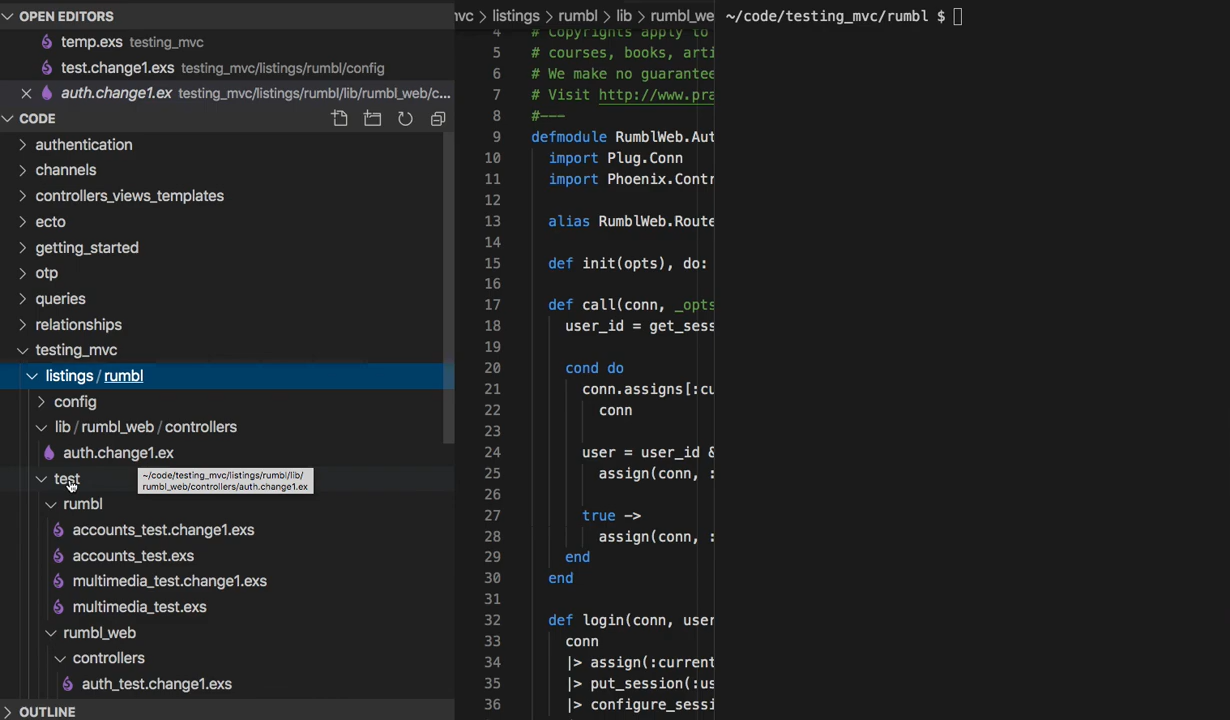 OPEN EDITORS
temp.exs testing_mvc
test.change1.exs testing_mvc/listings/rumbl/config
auth.change1.ex testing_mvc/listings/rumbl/lib/rumbl_web/c...
CODE
authentication
channels
controllers_views_templates
ecto
getting_started
otp
queries
relationships
testing_mvc
listings / rumbl
config
lib / rumbl_web / controllers
auth.change1.ex
test
~/code/testing_mvc/listings/rumbl/lib/
rumbl_web/controllers/auth.change1.ex
rumbl
accounts_test.change1.exs
accounts_test.exs
multimedia_test.change1.exs
multimedia_test.exs
rumbl_web
controllers
auth_test.change1.exs
OUTLINE
vc > listings > rumbl > lib > rumbl_we
4 # Copyrights apply to
5 # courses, books, arti
6 # We make no guarantee
7 # Visit http://www.pra
8 #---
9 defmodule RumblWeb.Aut
10 import Plug.Conn
11 import Phoenix.Contr
12
13 alias RumblWeb.Route
14
15 def init(opts), do:
16
17 def call(conn, _opts
18 user_id = get_sess
19
20 cond do
21 conn.assigns[:cu
22 conn
23
24 user = user_id &
25 assign(conn, :
26
27 true ->
28 assign(conn, :
29 end
30 end
31
32 def login(conn, user
33 conn
34 |> assign(:current
35 |> put_session(:us
36 |> configure_sessi
~/code/testing_mvc/rumbl $